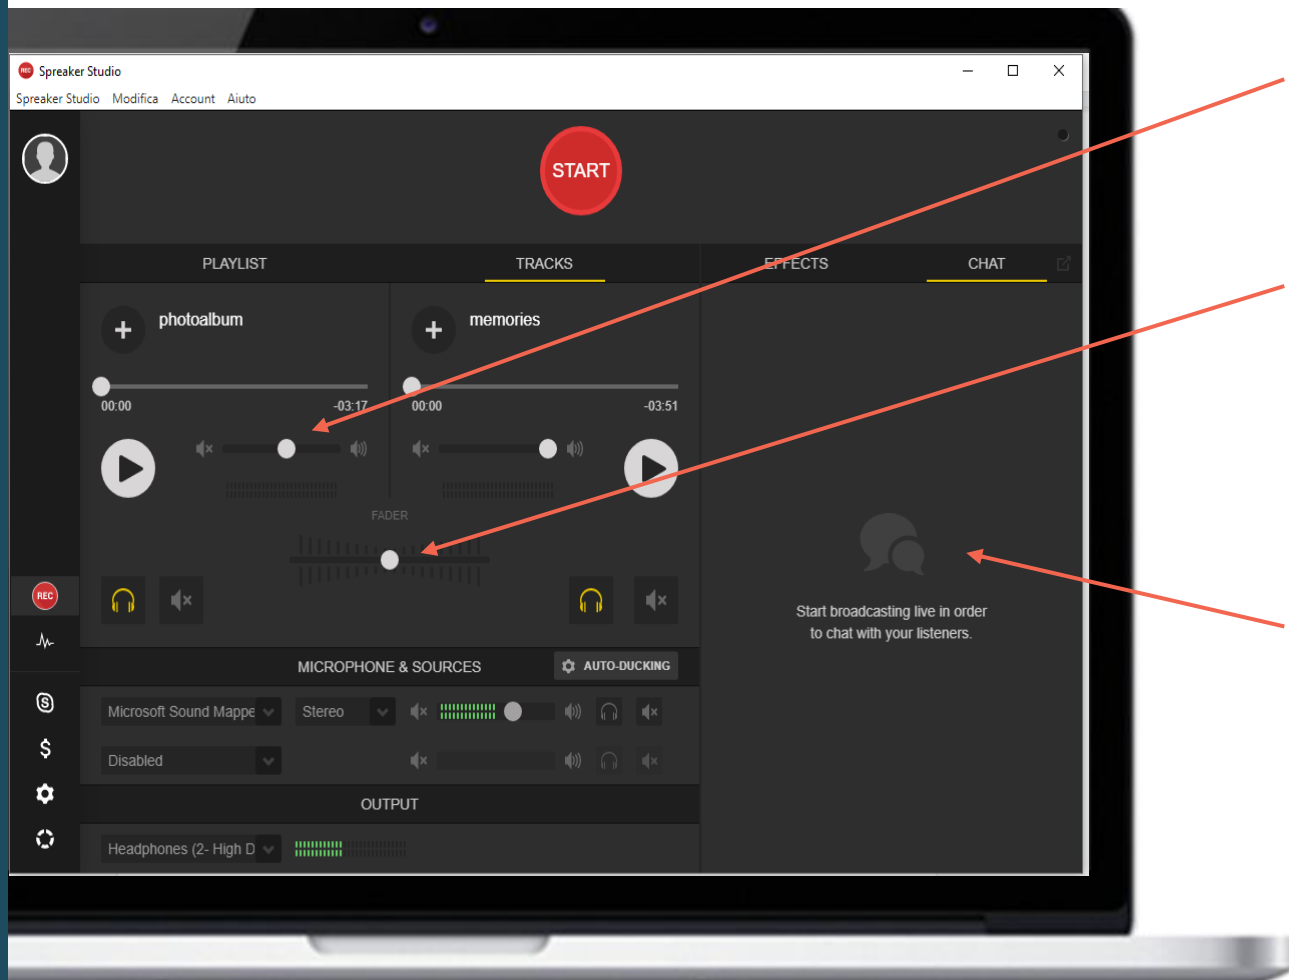 REC Spreaker Studio
Spreaker Studio Modifica Account Aiuto
START
PLAYLIST TRACKS EFFECTS CHAT
photoalbum memories
00:00 -03:17 00:00 -03:51
FADER
REC
Start broadcasting live in order
to chat with your listeners.
MICROPHONE & SOURCES AUTO-DUCKING
Microsoft Sound Mappe Stereo
Disabled
OUTPUT
Headphones (2- High D